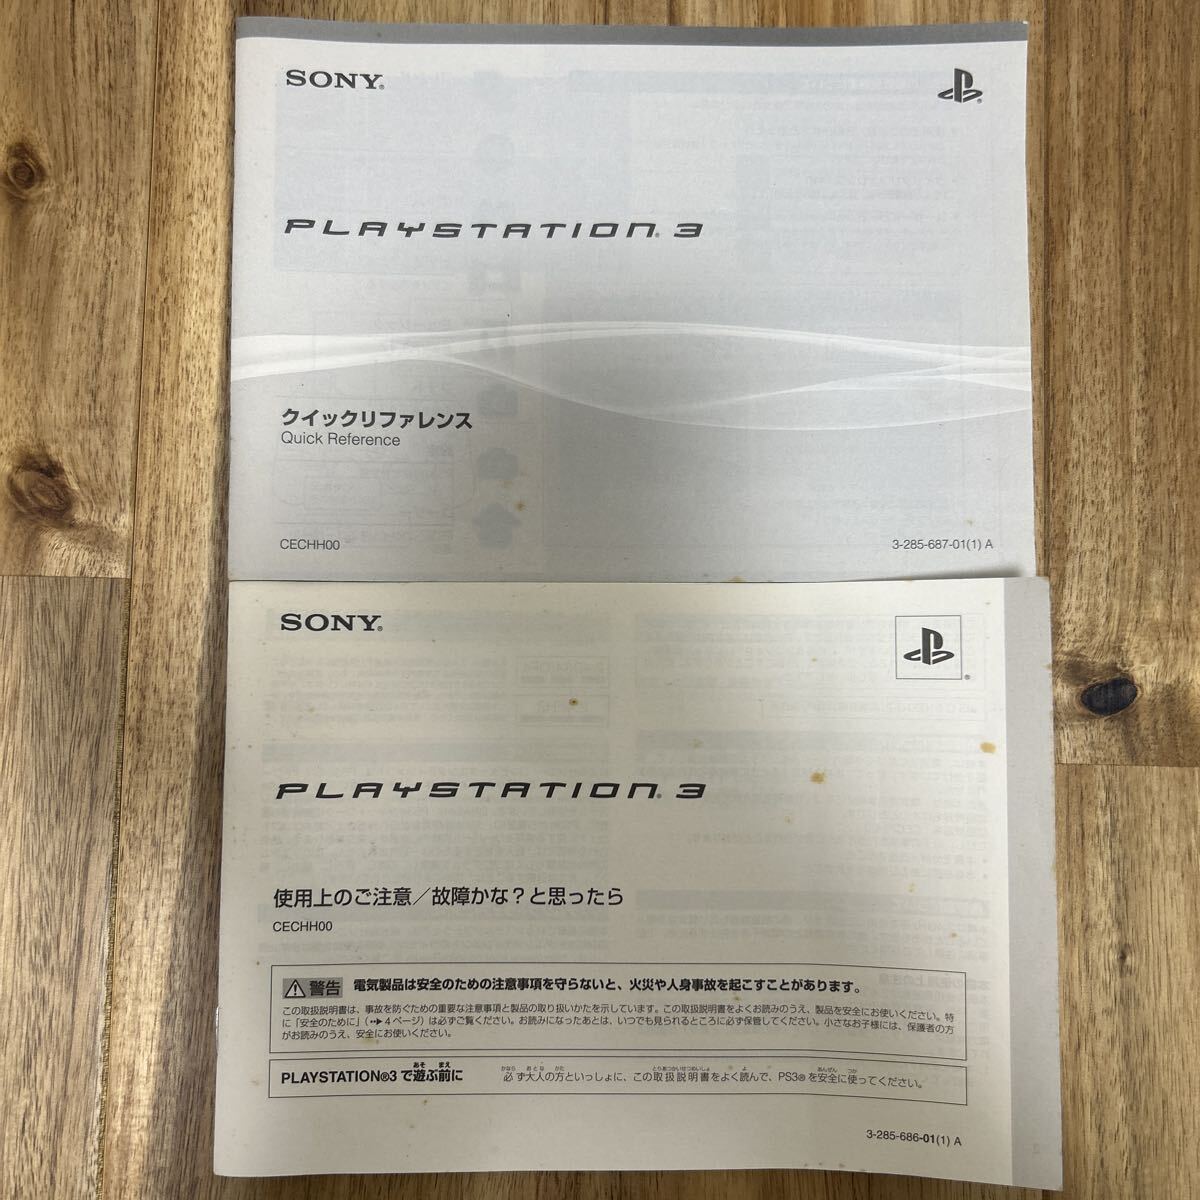 SONY®
PLAYSTATION®3
クイックリファレンス
Quick Reference
CECHH00
3-285-687-01(1) A
SONY®
PLAYSTATION®3
使用上のご注意／故障かな？と思ったら
CECHH00
警告 電気製品は安全のための注意事項を守らないと、火災や人身事故を起こすことがあります。
この取扱説明書は、事故を防ぐための重要な注意事項と製品の取り扱いかたを示しています。この取扱説明書をよくお読みのうえ、製品を安全にお使いください。特
に「安全のために」（4ページ）は必ずご覧ください。お読みになったあとは、いつでも見られるところに必ず保管してください。小さなお子様には、保護者の方
がお読みのうえ、安全にお使いください。
PLAYSTATION®3で遊ぶ前に 必ず大人の方といっしょに、この取扱説明書をよく読んで、PS3®を安全に使ってください。
3-285-686-01(1) A